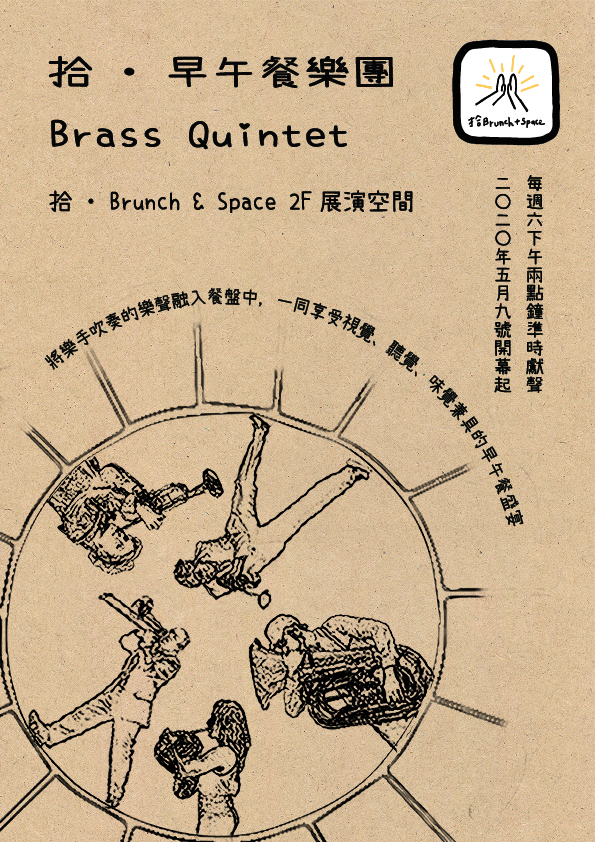 拾・早午餐樂團
Brass Quintet
拾Brunch+Space
拾・Brunch & Space 2F 展演空間
每週六下午兩點鐘準時獻聲
二〇二〇年五月九號開幕起
將樂手吹奏的樂聲融入餐盤中，一同享受視覺、聽覺、味覺兼具的早午餐盛宴